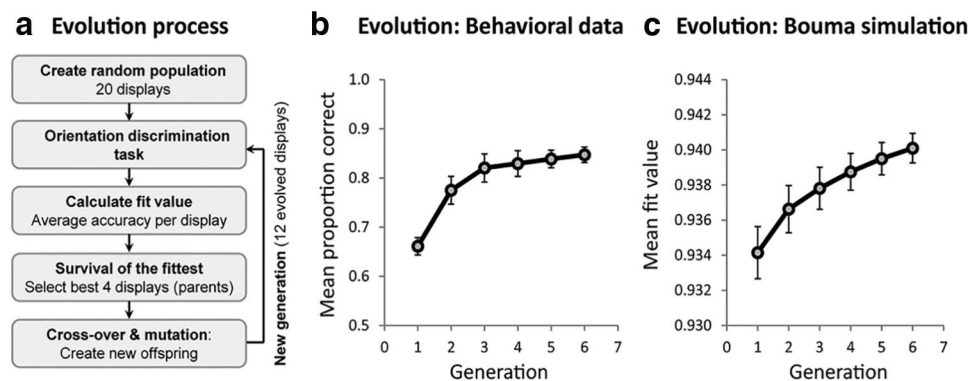 a Evolution process
Create random population
20 displays
Orientation discrimination
task
Calculate fit value
Average accuracy per display
Survival of the fittest
Select best 4 displays (parents)
Cross-over & mutation:
Create new offspring
New generation (12 evolved displays)
b Evolution: Behavioral data
Mean proportion correct
1.0
0.9
0.8
0.7
0.6
0.5
0 1 2 3 4 5 6 7
Generation
c Evolution: Bouma simulation
Mean fit value
0.944
0.942
0.940
0.938
0.936
0.934
0.932
0.930
0 1 2 3 4 5 6 7
Generation